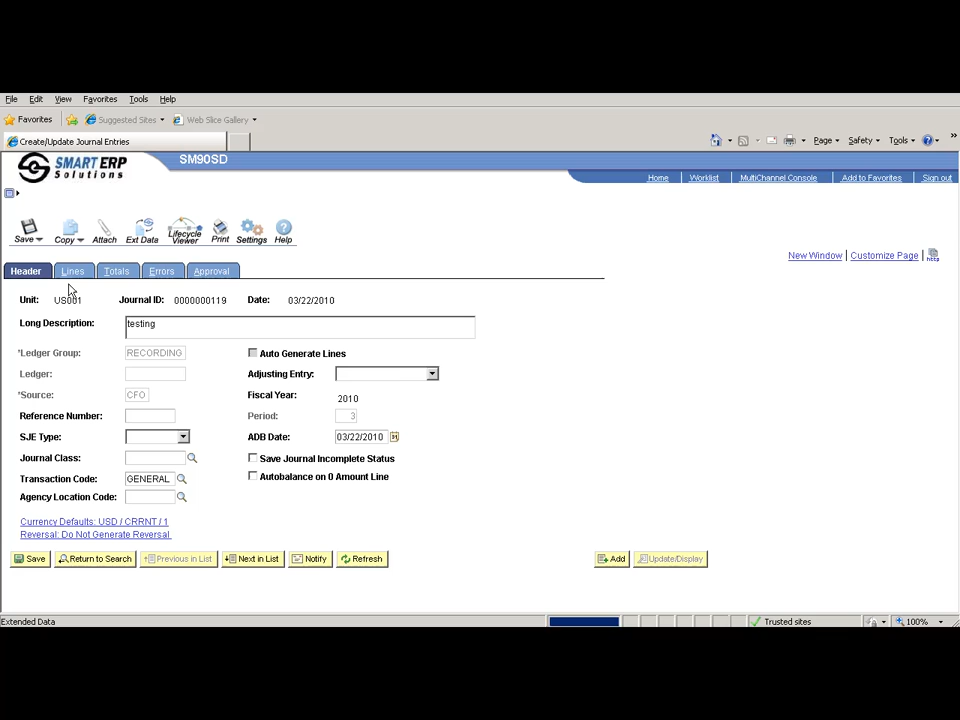 File Edit View Favorites Tools Help
Favorites Suggested Sites Web Slice Gallery
Create/Update Journal Entries Page Safety Tools
SMART ERP Solutions SM90SD
Home Worklist MultiChannel Console Add to Favorites Sign out
Save Copy Attach Ext Data Lifecycle Viewer Print Settings Help
New Window | Customize Page http
Header Lines Totals Errors Approval
Unit: US001 Journal ID: 0000000119 Date: 03/22/2010
Long Description: testing
*Ledger Group: RECORDING Auto Generate Lines
Ledger: Adjusting Entry:
*Source: CFO Fiscal Year: 2010
Reference Number: Period: 3
SJE Type: ADB Date: 03/22/2010
Journal Class: Save Journal Incomplete Status
Transaction Code: GENERAL Autobalance on 0 Amount Line
Agency Location Code:
Currency Defaults: USD / CRRNT / 1
Reversal: Do Not Generate Reversal
Save Return to Search Previous in List Next in List Notify Refresh Add Update/Display
Extended Data Trusted sites 100%